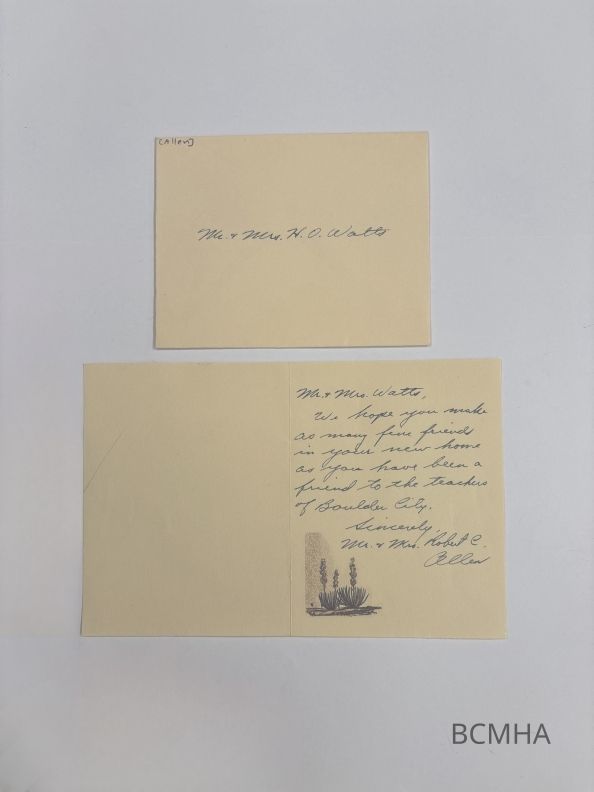 [Allen]
Mr. & Mrs. H. O. Watts
Mr. & Mrs. Watts,
We hope you make
as many fine friends
in your new home
as you have been a
friend to the teachers
of Boulder City.
Sincerely,
Mr. & Mrs. Robert C.
Allen
BCMHA